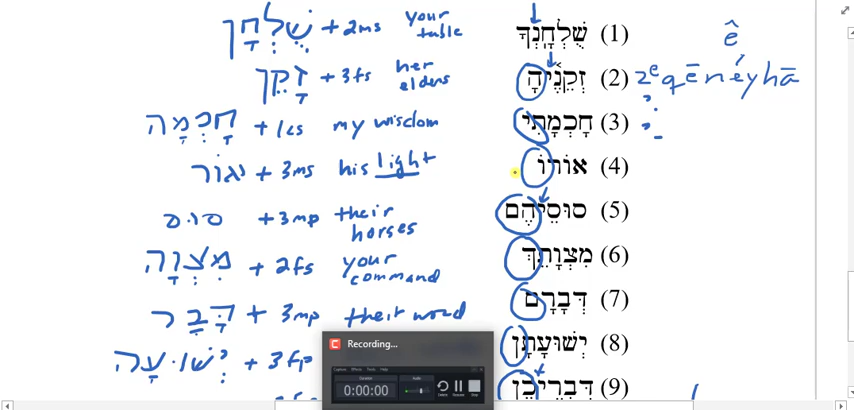 (1) שֻׁלְחָנְךָ שֻׁלְחָן + 2ms your table ê
(2) זְקֵנֶיהָ זָקֵן + 3fs her elders zᵉqēnéyhā
(3) חָכְמָתִי חָכְמָה + 1cs my wisdom
(4) אוֹרוֹ + 3ms his light
(5) סוּסֵיהֶם סוּס + 3mp their horses
(6) מִצְוָתֵךְ מִצְוָה + 2fs your command
(7) דְּבָרָם דָּבָר + 3mp their word
(8) יְשׁוּעָתָן יְשׁוּעָה + 3fp
(9) דִּבְרֵיכֶן
Recording...
0:00:00